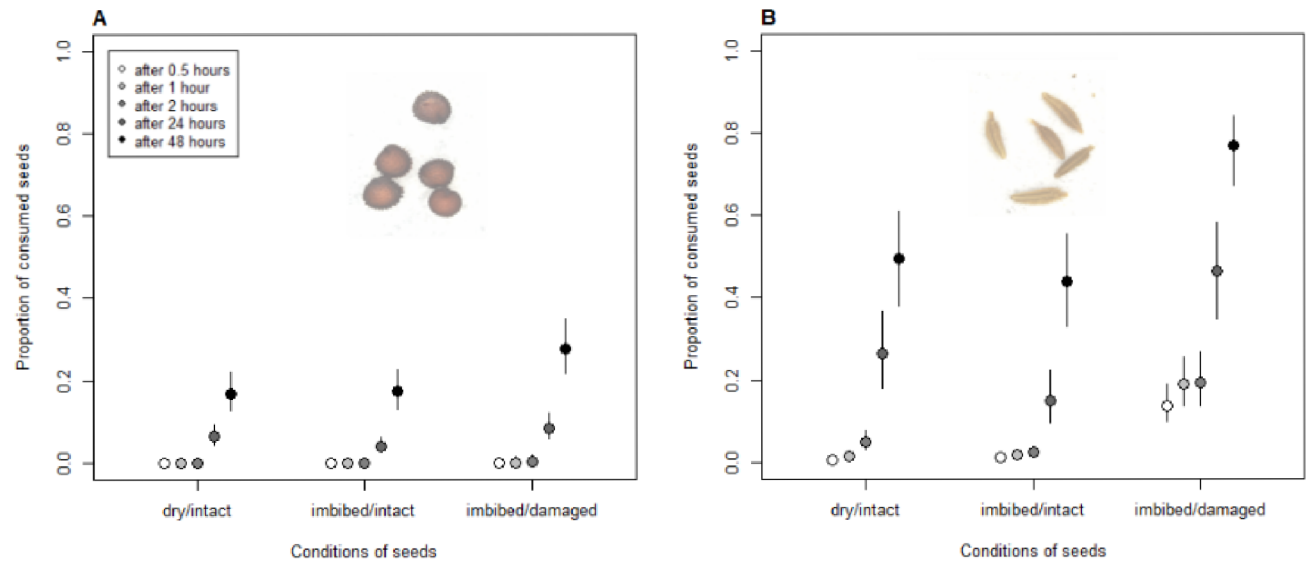 A
Proportion of consumed seeds
1.0
0.8
0.6
0.4
0.2
0.0
after 0.5 hours
after 1 hour
after 2 hours
after 24 hours
after 48 hours
dry/intact imbibed/intact imbibed/damaged
Conditions of seeds
B
Proportion of consumed seeds
1.0
0.8
0.6
0.4
0.2
0.0
dry/intact imbibed/intact imbibed/damaged
Conditions of seeds